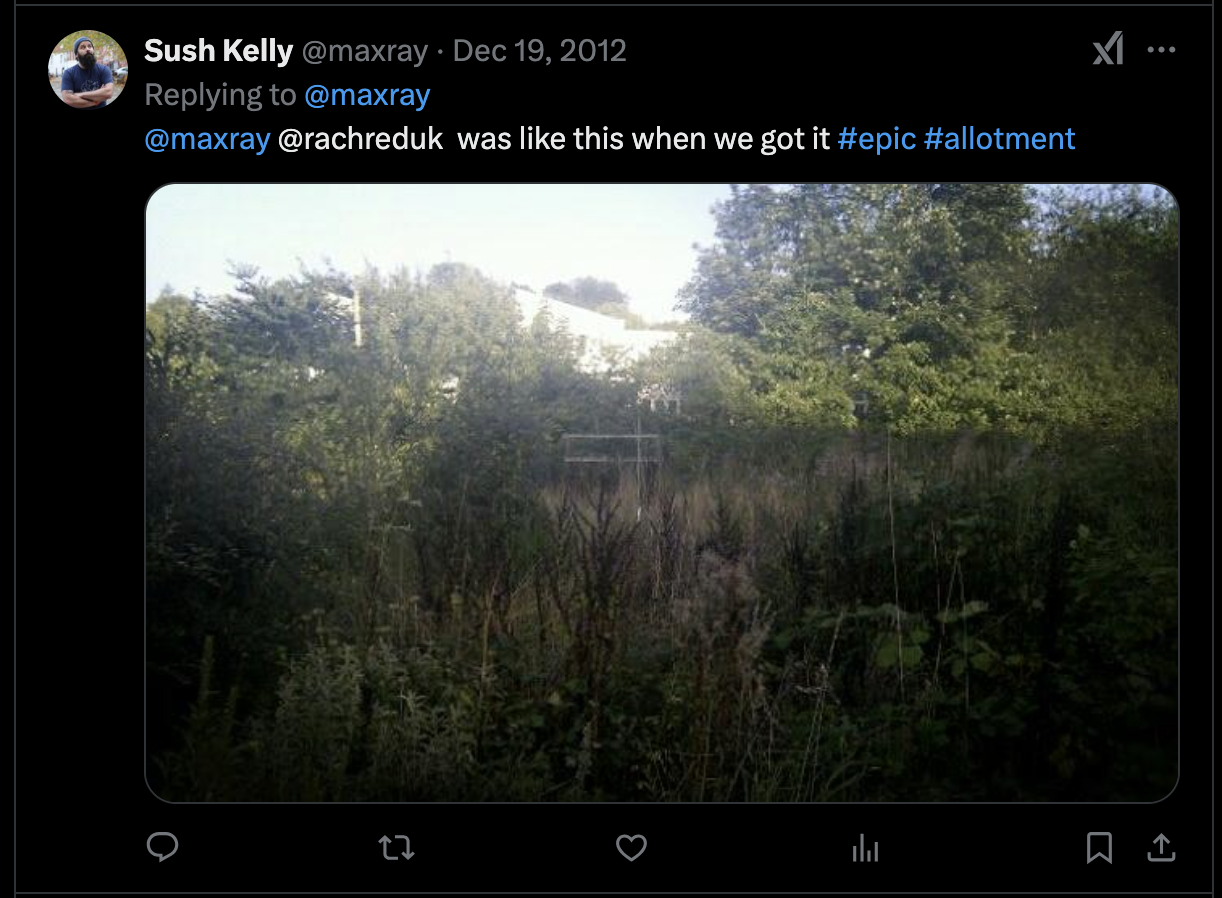 Sush Kelly @maxray · Dec 19, 2012
Replying to @maxray
@maxray @rachreduk was like this when we got it #epic #allotment